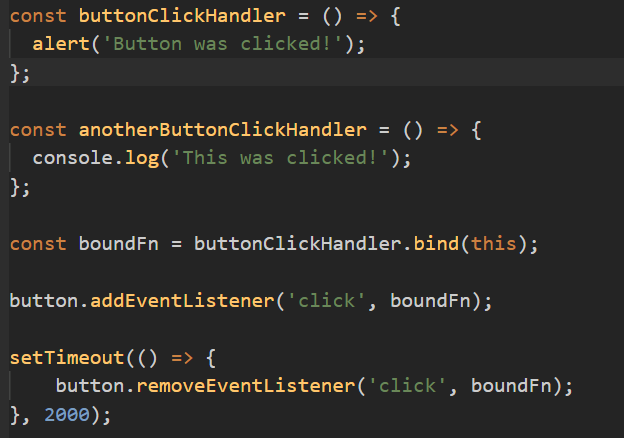 const buttonClickHandler = () => {
  alert('Button was clicked!');
};

const anotherButtonClickHandler = () => {
  console.log('This was clicked!');
};

const boundFn = buttonClickHandler.bind(this);

button.addEventListener('click', boundFn);

setTimeout(() => {
    button.removeEventListener('click', boundFn);
}, 2000);